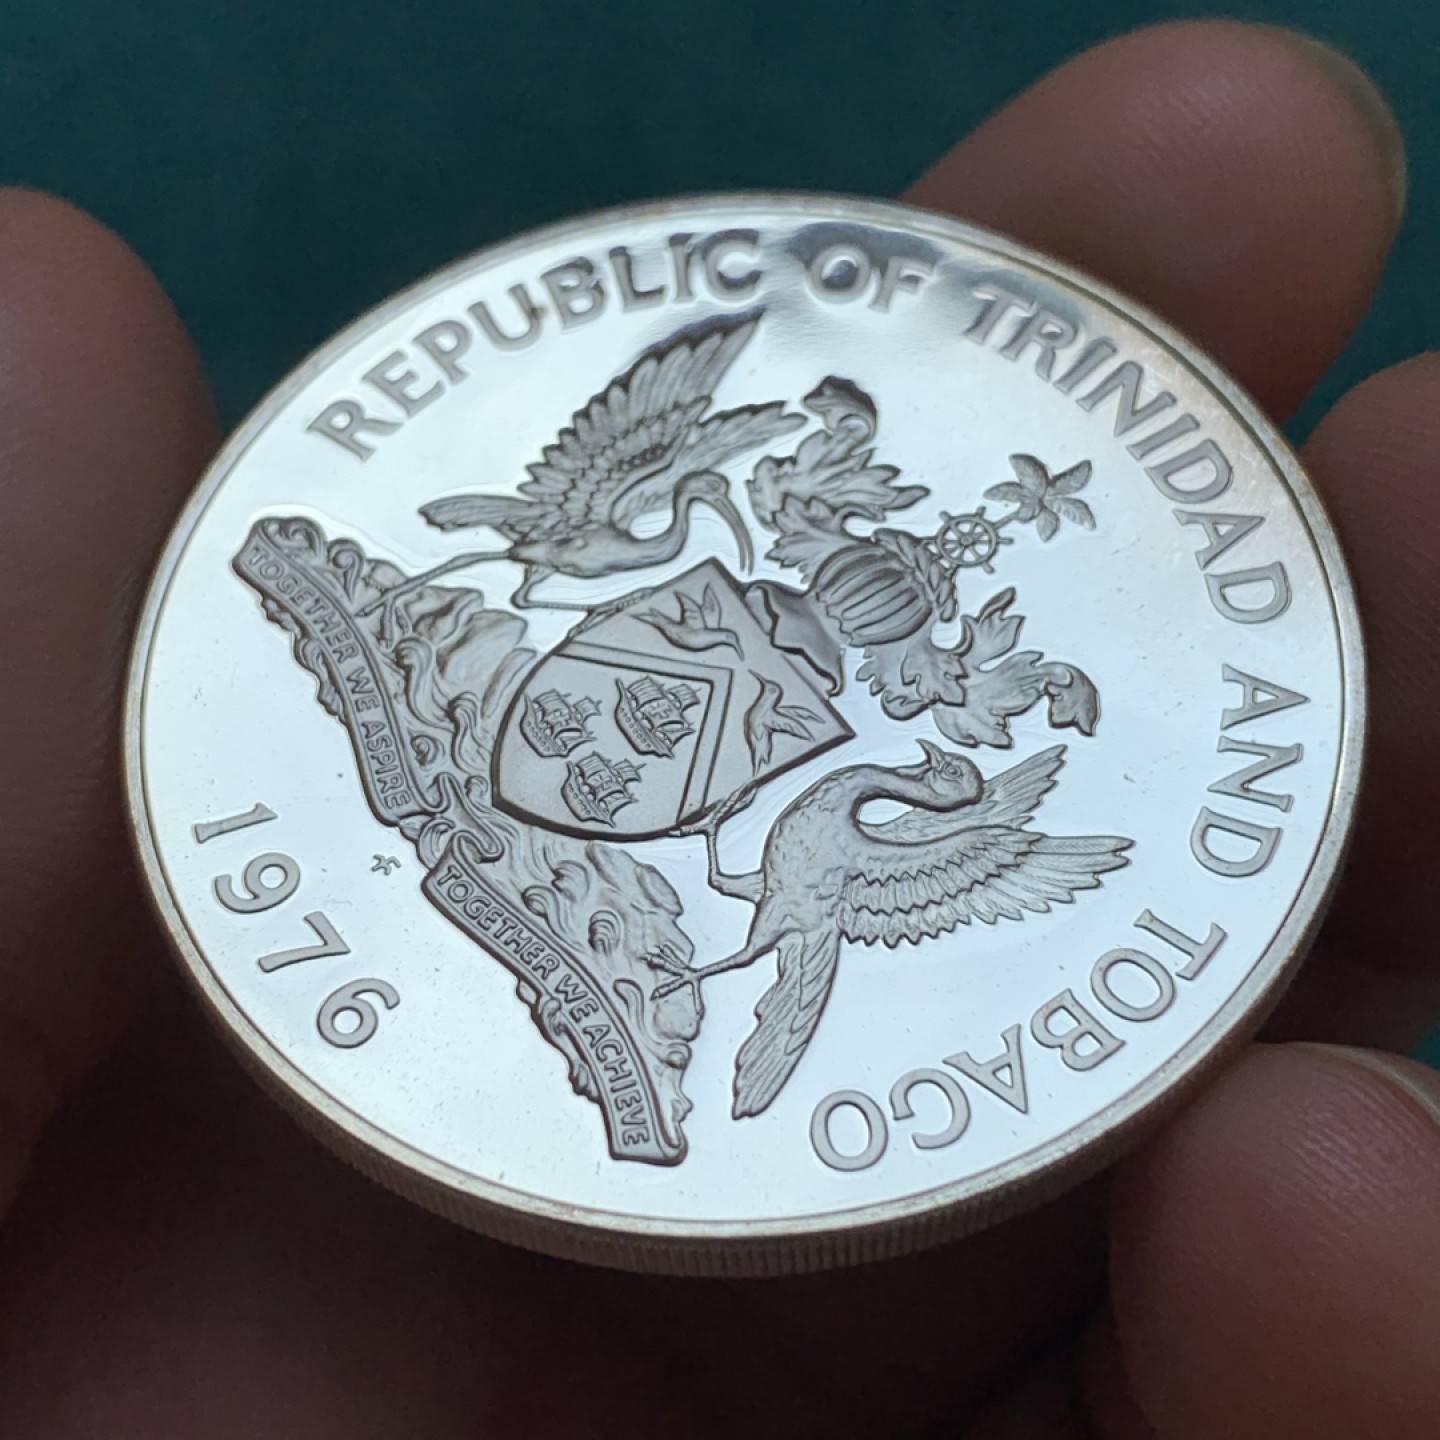 REPUBLIC OF TRINIDAD AND TOBAGO
TOGETHER WE ASPIRE
TOGETHER WE ACHIEVE
1976